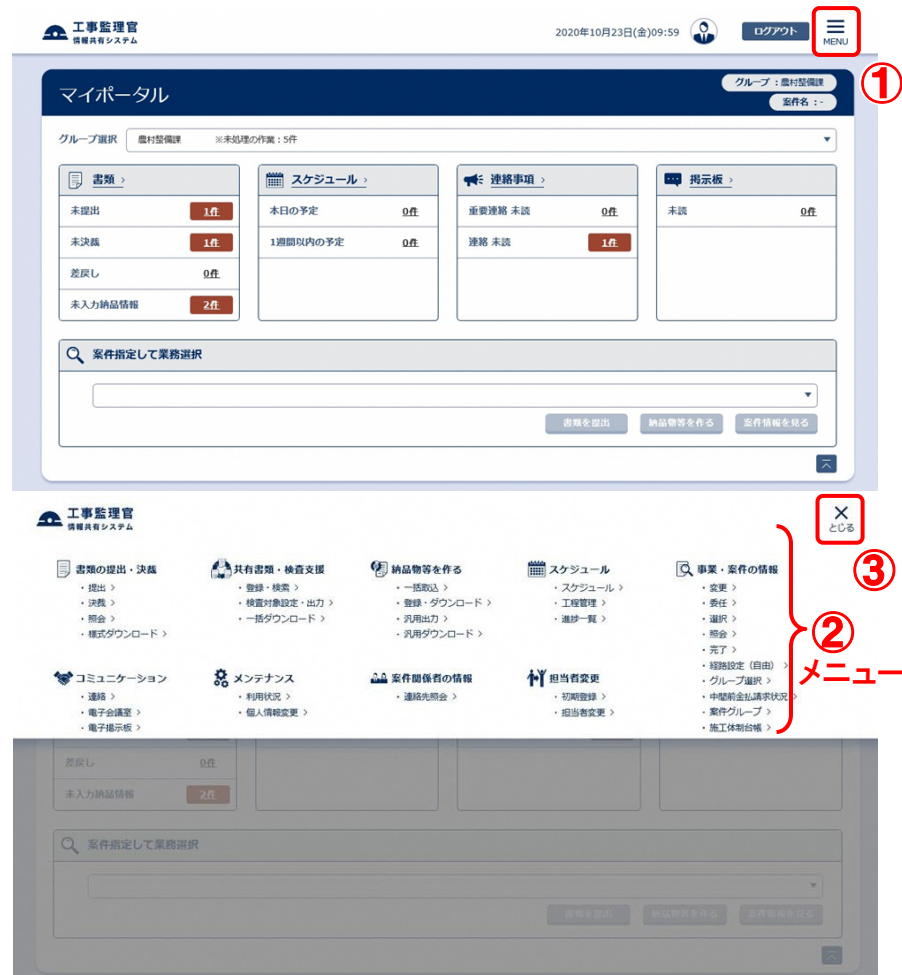 工事監理官
情報共有システム
2020年10月23日(金)09:59
ログアウト
MENU
①
マイポータル
グループ：農村整備課
案件名：-
グループ選択 農村整備課 ※未処理の作業：5件
書類 >
未提出 1件
未決裁 1件
差戻し 0件
未入力納品情報 2件
スケジュール >
本日の予定 0件
1週間以内の予定 0件
連絡事項 >
重要連絡 未読 0件
連絡 未読 1件
掲示板 >
未読 0件
案件指定して業務選択
書類を提出 納品物等を作る 案件情報を見る
工事監理官
情報共有システム
とじる
③
書類の提出・決裁
・提出 >
・決裁 >
・照会 >
・様式ダウンロード >
共有書類・検査支援
・登録・検索 >
・検査対象設定・出力 >
・一括ダウンロード >
納品物等を作る
・一括取込 >
・登録・ダウンロード >
・汎用出力 >
・汎用ダウンロード >
スケジュール
・スケジュール >
・工程管理 >
・進捗一覧 >
事業・案件の情報
・変更 >
・委任 >
・選択 >
・照会 >
・完了 >
・経路設定（自由） >
・グループ選択 >
・中間前金払請求状況 >
・案件グループ >
・施工体制台帳 >
②
メニュー
コミュニケーション
・連絡 >
・電子会議室 >
・電子掲示板 >
メンテナンス
・利用状況 >
・個人情報変更 >
案件関係者の情報
・連絡先照会 >
担当者変更
・初期登録 >
・担当者変更 >
差戻し 0件
未入力納品情報 2件
案件指定して業務選択
書類を提出 納品物等を作る 案件情報を見る